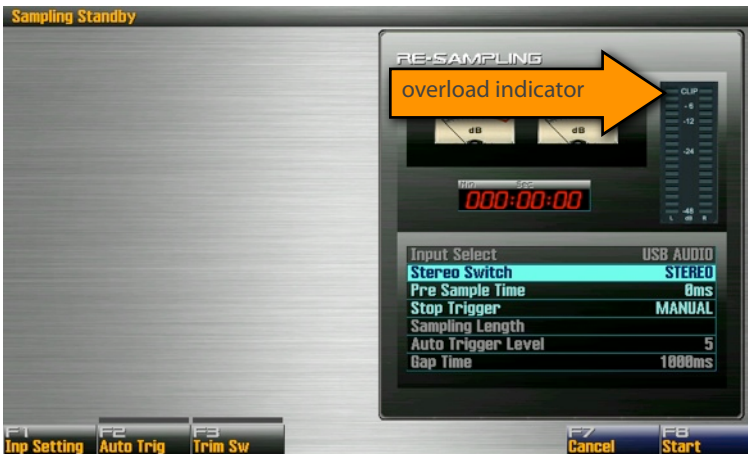 Sampling Standby
RE-SAMPLING
overload indicator
CLIP
- 6
-12
-24
-48
L dB R
dB dB
Min Sec
000:00:00
Input Select USB AUDIO
Stereo Switch STEREO
Pre Sample Time 0ms
Stop Trigger MANUAL
Sampling Length
Auto Trigger Level 5
Gap Time 1000ms
F1 F2 F3 F7 F8
Inp Setting Auto Trig Trim Sw Cancel Start